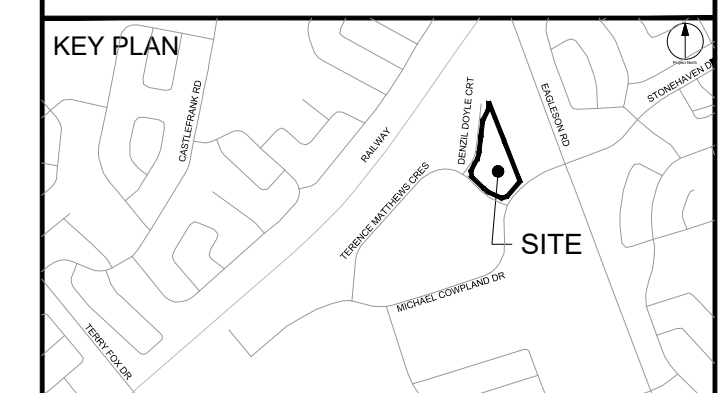 KEY PLAN
Project North
STONEHAVEN D
CASTLEFRANK RD
EAGLESON RD
DENZIL DOYLE CRT
RAILWAY
TERENCE MATTHEWS CRES
SITE
MICHAEL COWPLAND DR
TERRY FOX DR